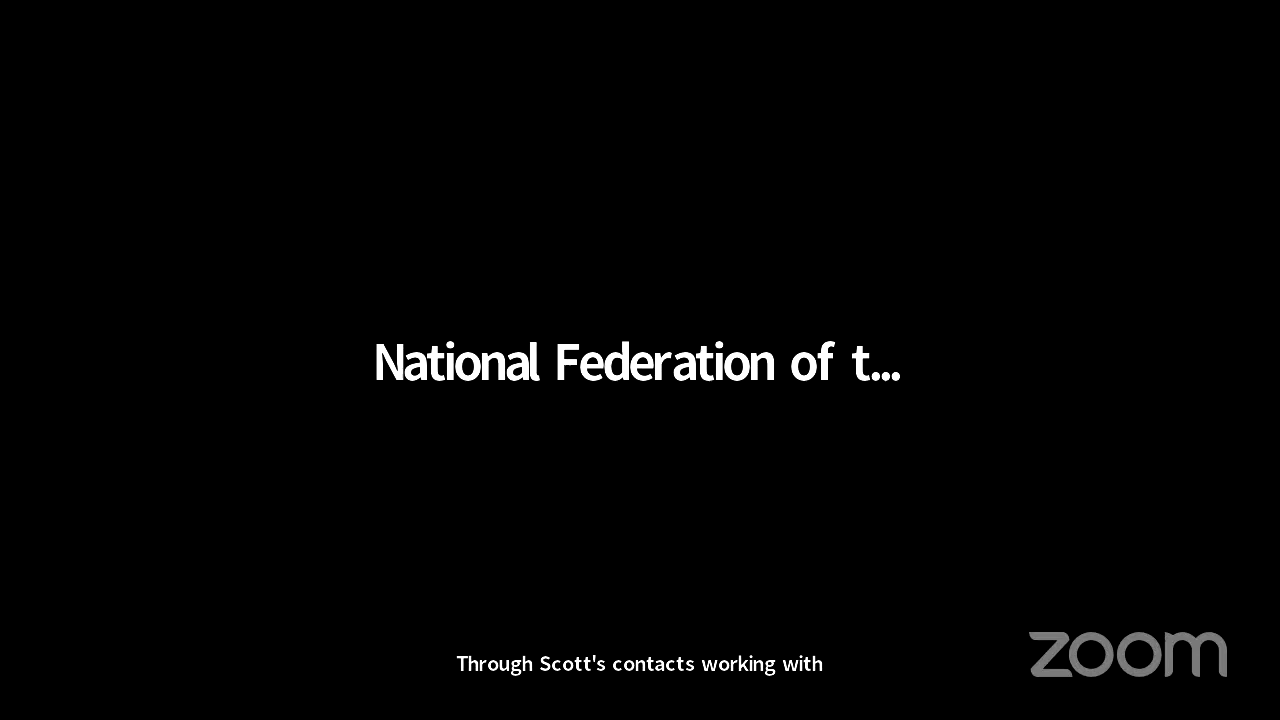 National Federation of t...
Through Scott's contacts working with
zoom